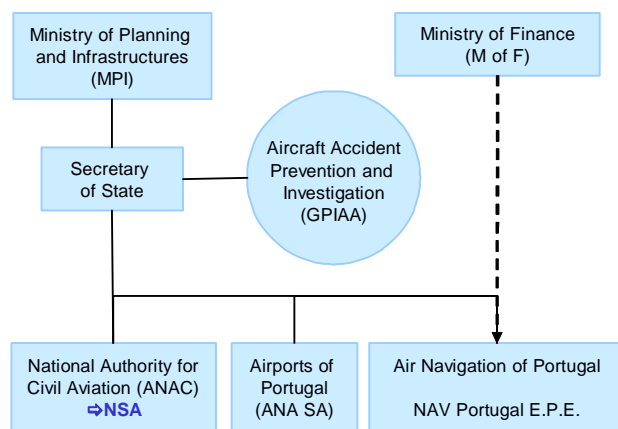 Ministry of Planning
and Infrastructures
(MPI)
Ministry of Finance
(M of F)
Secretary
of State
Aircraft Accident
Prevention and
Investigation
(GPIAA)
National Authority for
Civil Aviation (ANAC)
⇨NSA
Airports of
Portugal
(ANA SA)
Air Navigation of Portugal
NAV Portugal E.P.E.